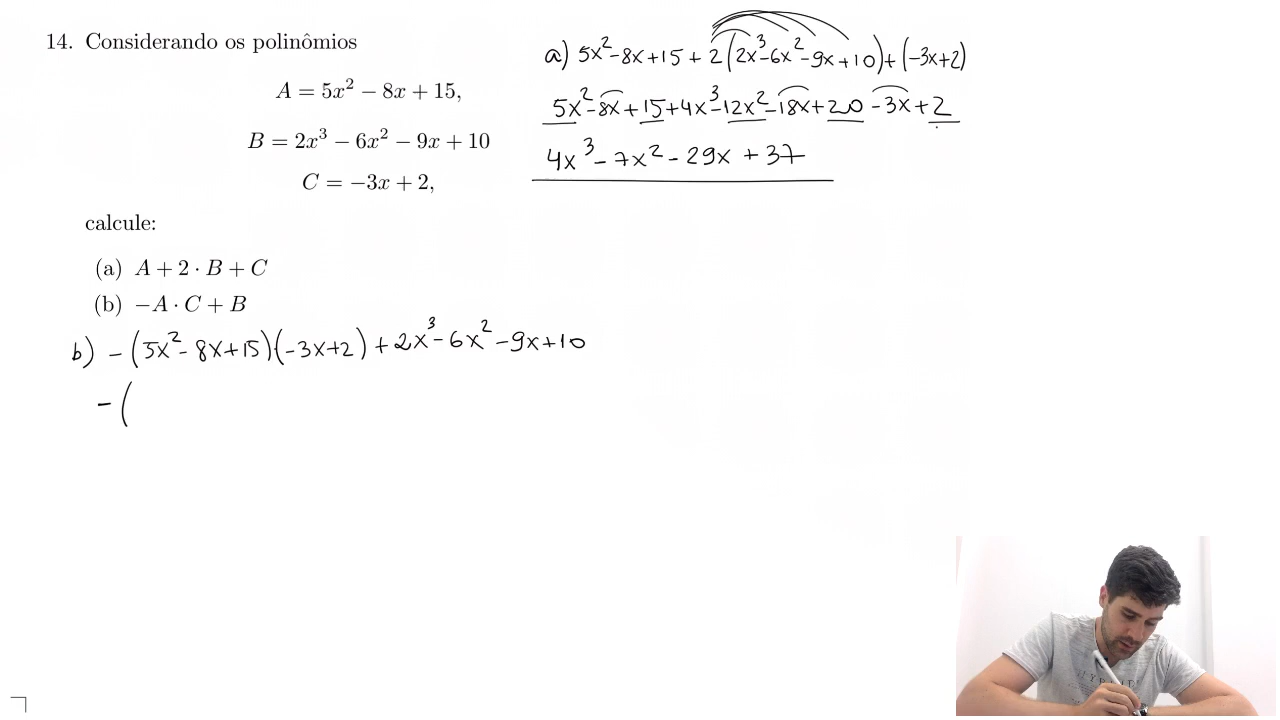 14. Considerando os polinômios
A = 5x² − 8x + 15,
B = 2x³ − 6x² − 9x + 10
C = −3x + 2,
calcule:
(a) A + 2 · B + C
(b) −A · C + B
a) 5x² - 8x + 15 + 2(2x³ - 6x² - 9x + 10) + (-3x + 2)
5x² - 8x + 15 + 4x³ - 12x² - 18x + 20 - 3x + 2
4x³ - 7x² - 29x + 37
b) - (5x² - 8x + 15)(-3x + 2) + 2x³ - 6x² - 9x + 10
- (